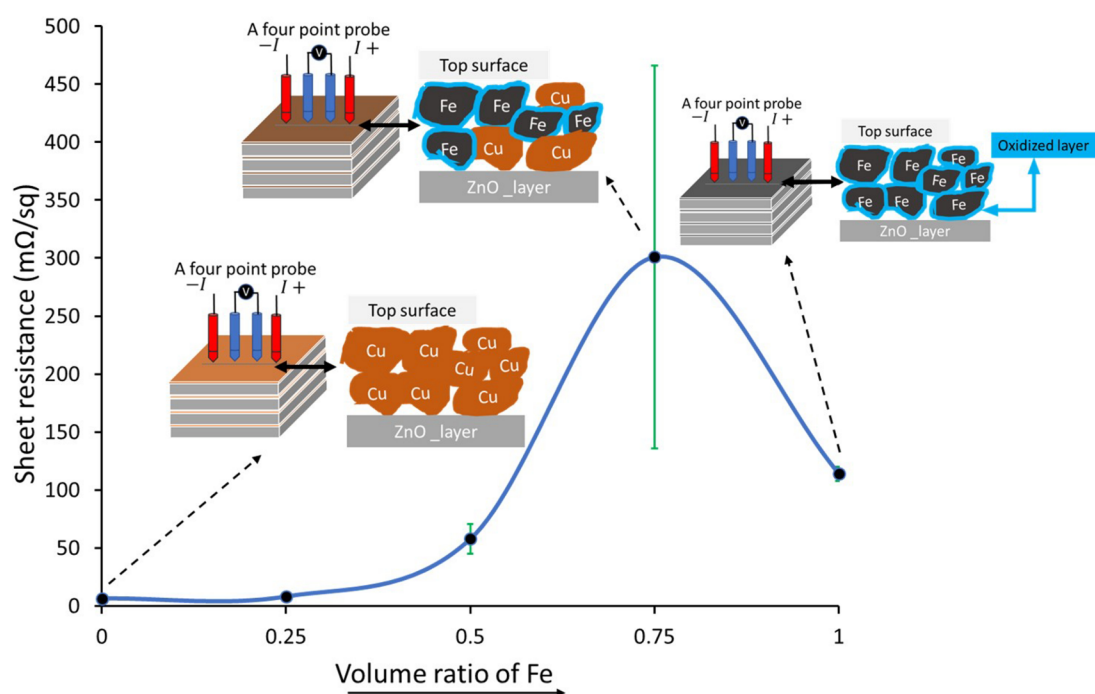 500
450
400
350
300
250
200
150
100
50
0
Sheet resistance (mΩ/sq)
0
0.25
0.5
0.75
1
Volume ratio of Fe
A four point probe
−I
I +
V
Top surface
Fe
Fe
Cu
Fe
Fe
Fe
Cu
Cu
ZnO _layer
A four point probe
−I
I +
V
Top surface
Fe
Fe
Fe
Fe
Fe
Fe
Fe
Fe
ZnO _layer
Oxidized layer
A four point probe
−I
I +
V
Top surface
Cu
Cu
Cu
Cu
Cu
Cu
Cu
Cu
ZnO _layer